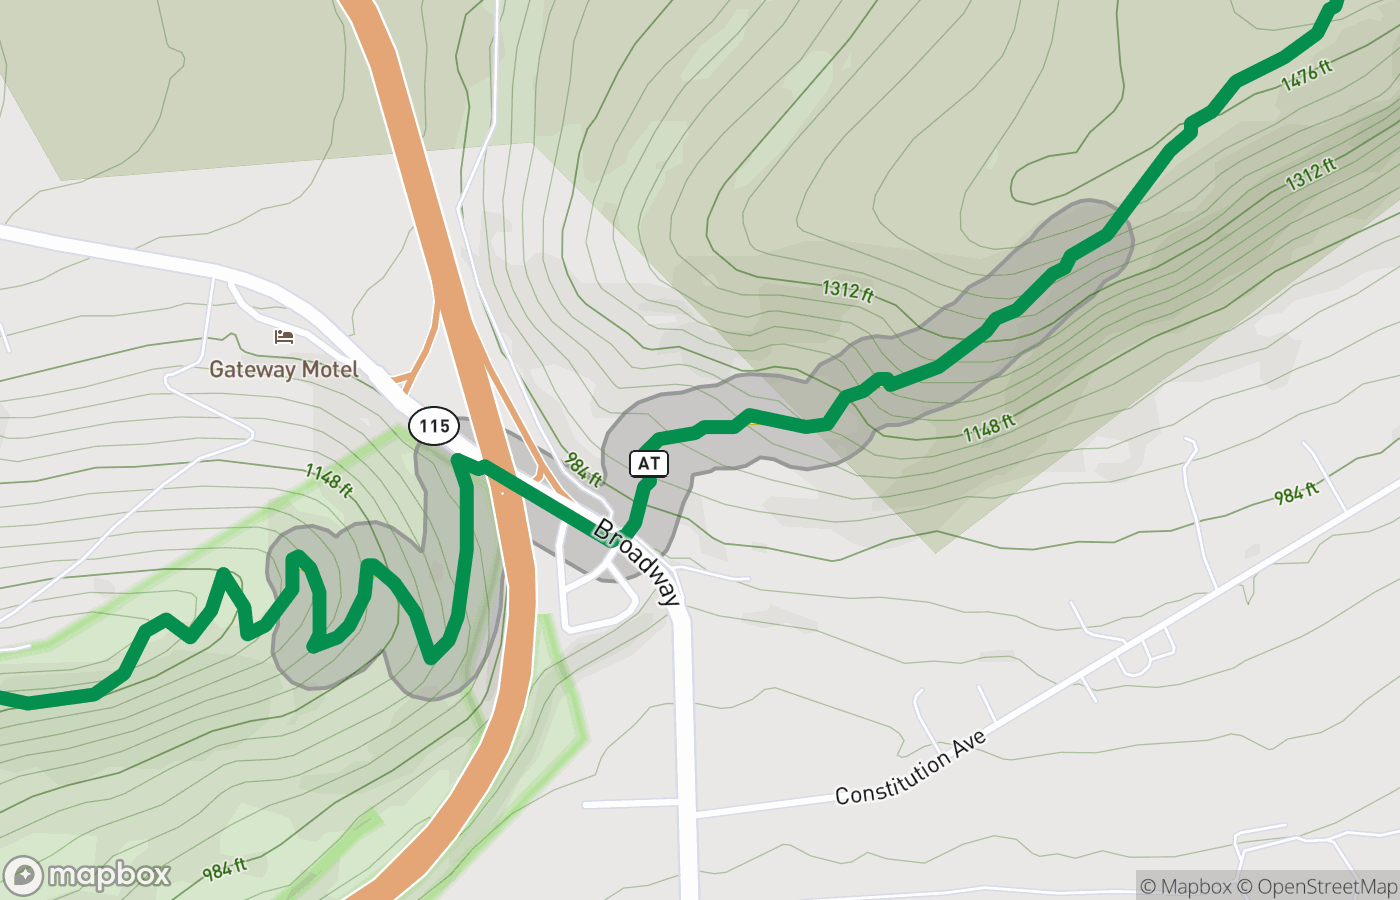 1476 ft
1312 ft
1312 ft
Gateway Motel
115
1148 ft
984 ft
AT
1148 ft
984 ft
Broadway
Constitution Ave
984 ft
mapbox
© Mapbox © OpenStreetMap